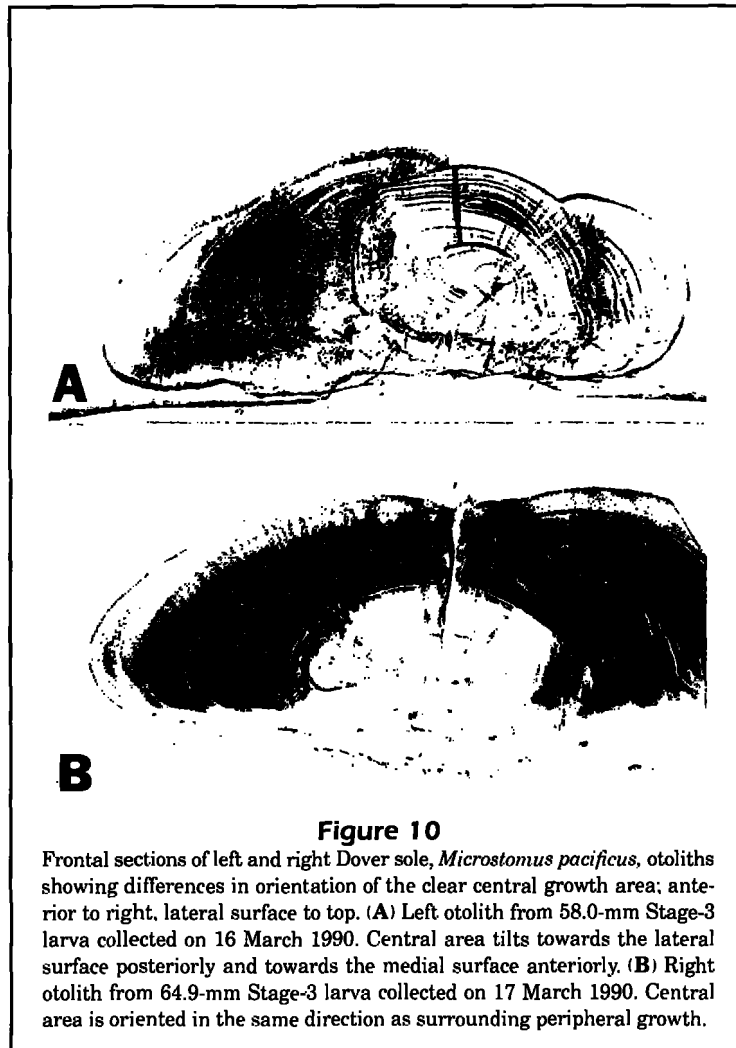 A
B
Figure 10
Frontal sections of left and right Dover sole, Microstomus pacificus, otoliths
showing differences in orientation of the clear central growth area; ante-
rior to right, lateral surface to top. (A) Left otolith from 58.0-mm Stage-3
larva collected on 16 March 1990. Central area tilts towards the lateral
surface posteriorly and towards the medial surface anteriorly. (B) Right
otolith from 64.9-mm Stage-3 larva collected on 17 March 1990. Central
area is oriented in the same direction as surrounding peripheral growth.